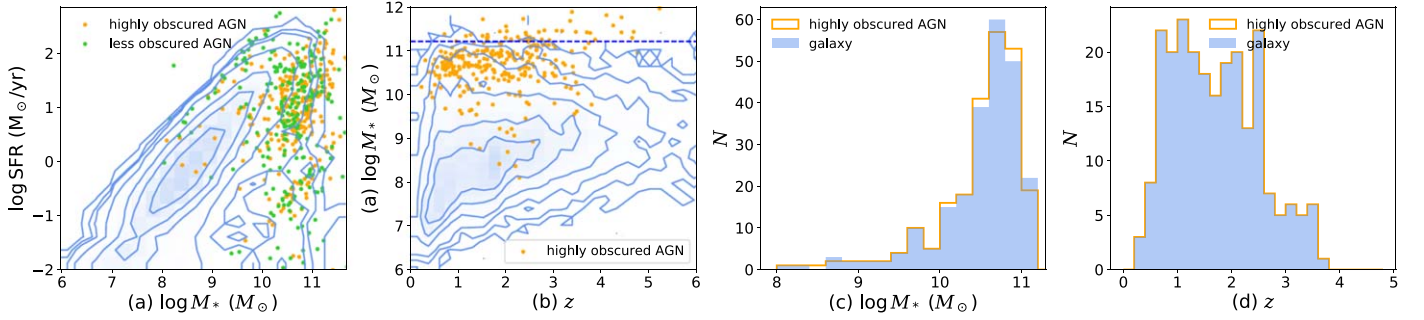 highly obscured AGN
less obscured AGN
log SFR (M⊙/yr)
2
1
0
−1
−2
6 7 8 9 10 11
(a) log M* (M⊙)
12
11
10
9
8
7
6
(a) log M* (M⊙)
highly obscured AGN
0 1 2 3 4 5 6
(b) z
60
50
40
30
20
10
0
N
highly obscured AGN
galaxy
8 9 10 11
(c) log M* (M⊙)
20
15
10
5
0
N
highly obscured AGN
galaxy
0 1 2 3 4 5
(d) z